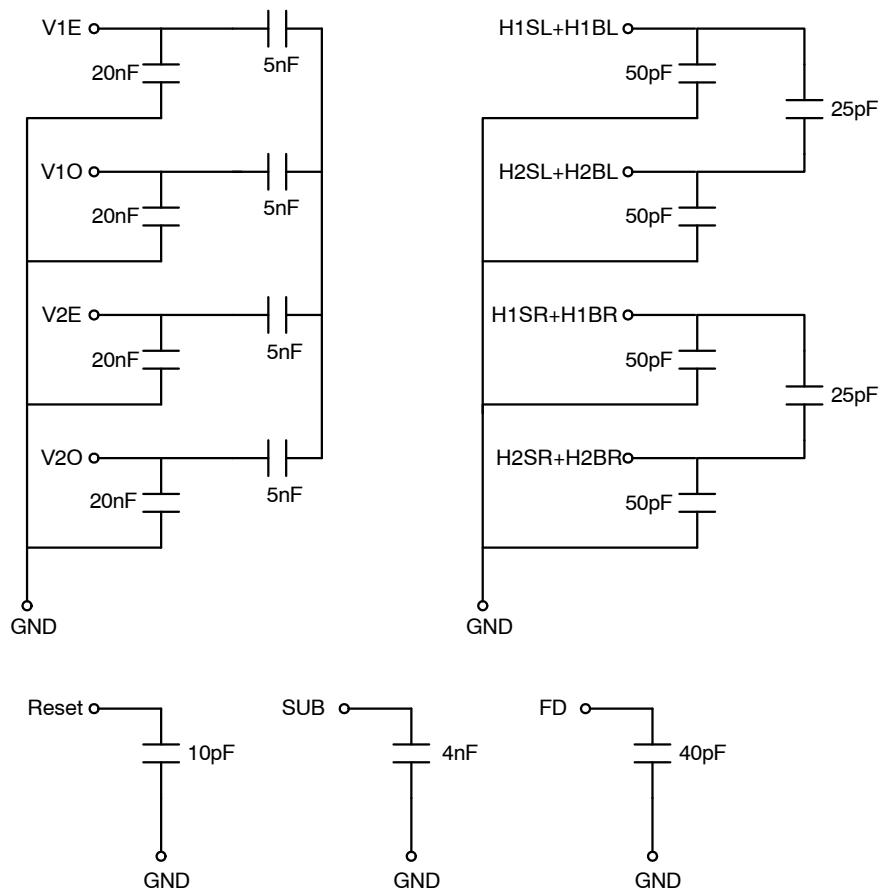 V1E
5nF
20nF
V1O
5nF
20nF
V2E
5nF
20nF
V2O
5nF
20nF
GND
H1SL+H1BL
50pF
25pF
H2SL+H2BL
50pF
H1SR+H1BR
50pF
25pF
H2SR+H2BR
50pF
GND
Reset
10pF
GND
SUB
4nF
GND
FD
40pF
GND